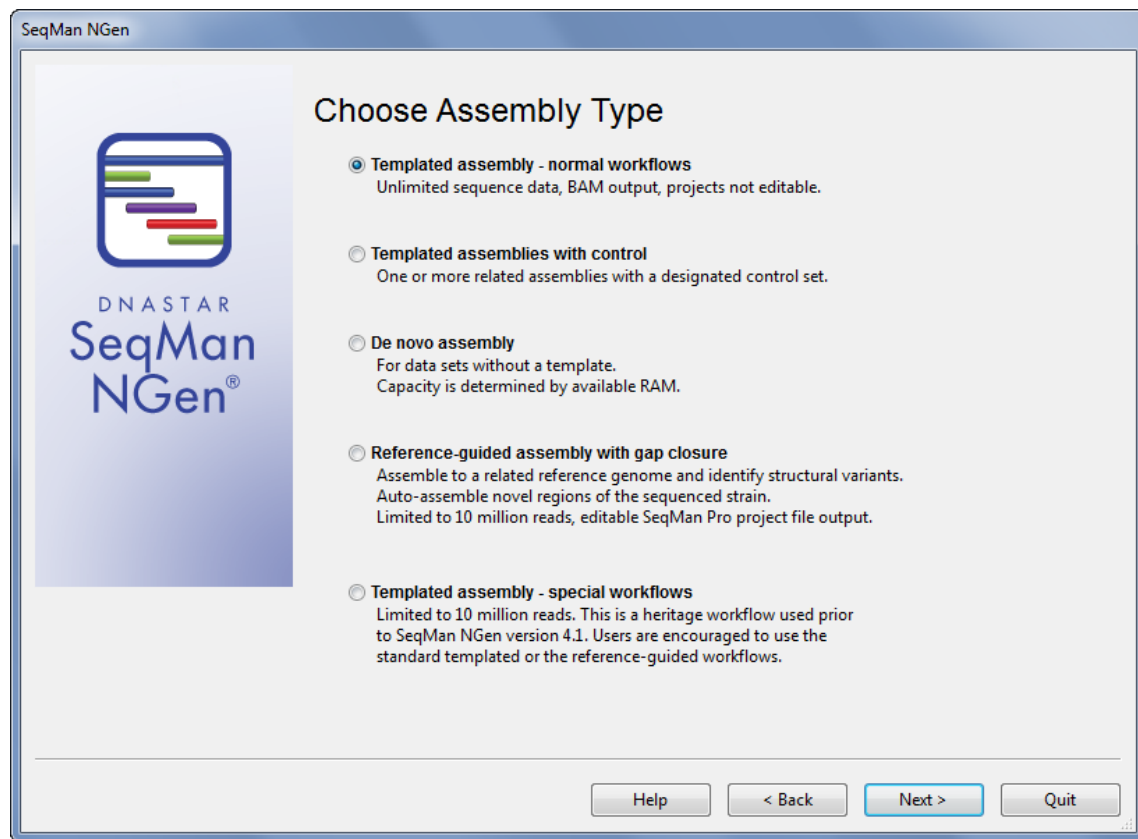 SeqMan NGen
DNASTAR
SeqMan
NGen®
Choose Assembly Type
Templated assembly - normal workflows
Unlimited sequence data, BAM output, projects not editable.
Templated assemblies with control
One or more related assemblies with a designated control set.
De novo assembly
For data sets without a template.
Capacity is determined by available RAM.
Reference-guided assembly with gap closure
Assemble to a related reference genome and identify structural variants.
Auto-assemble novel regions of the sequenced strain.
Limited to 10 million reads, editable SeqMan Pro project file output.
Templated assembly - special workflows
Limited to 10 million reads. This is a heritage workflow used prior
to SeqMan NGen version 4.1. Users are encouraged to use the
standard templated or the reference-guided workflows.
Help
< Back
Next >
Quit